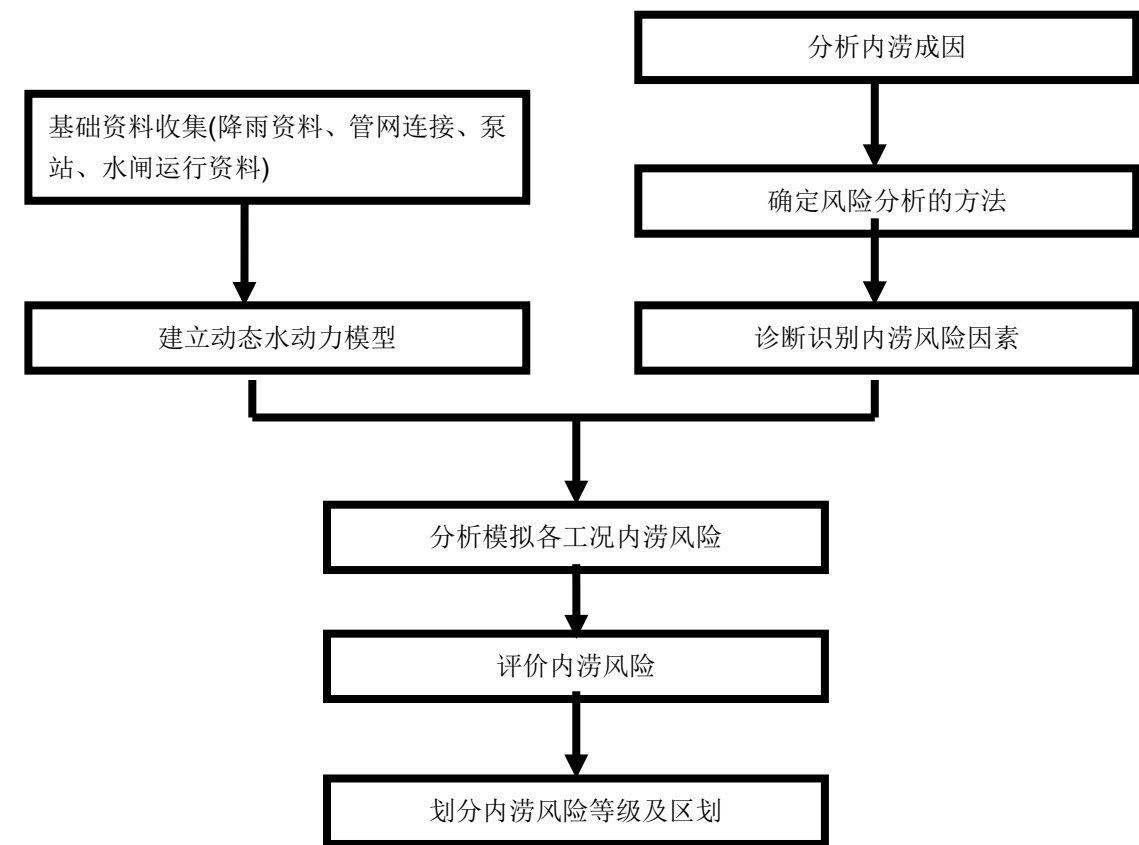 分析内涝成因
基础资料收集(降雨资料、管网连接、泵
站、水闸运行资料)
确定风险分析的方法
建立动态水动力模型
诊断识别内涝风险因素
分析模拟各工况内涝风险
评价内涝风险
划分内涝风险等级及区划